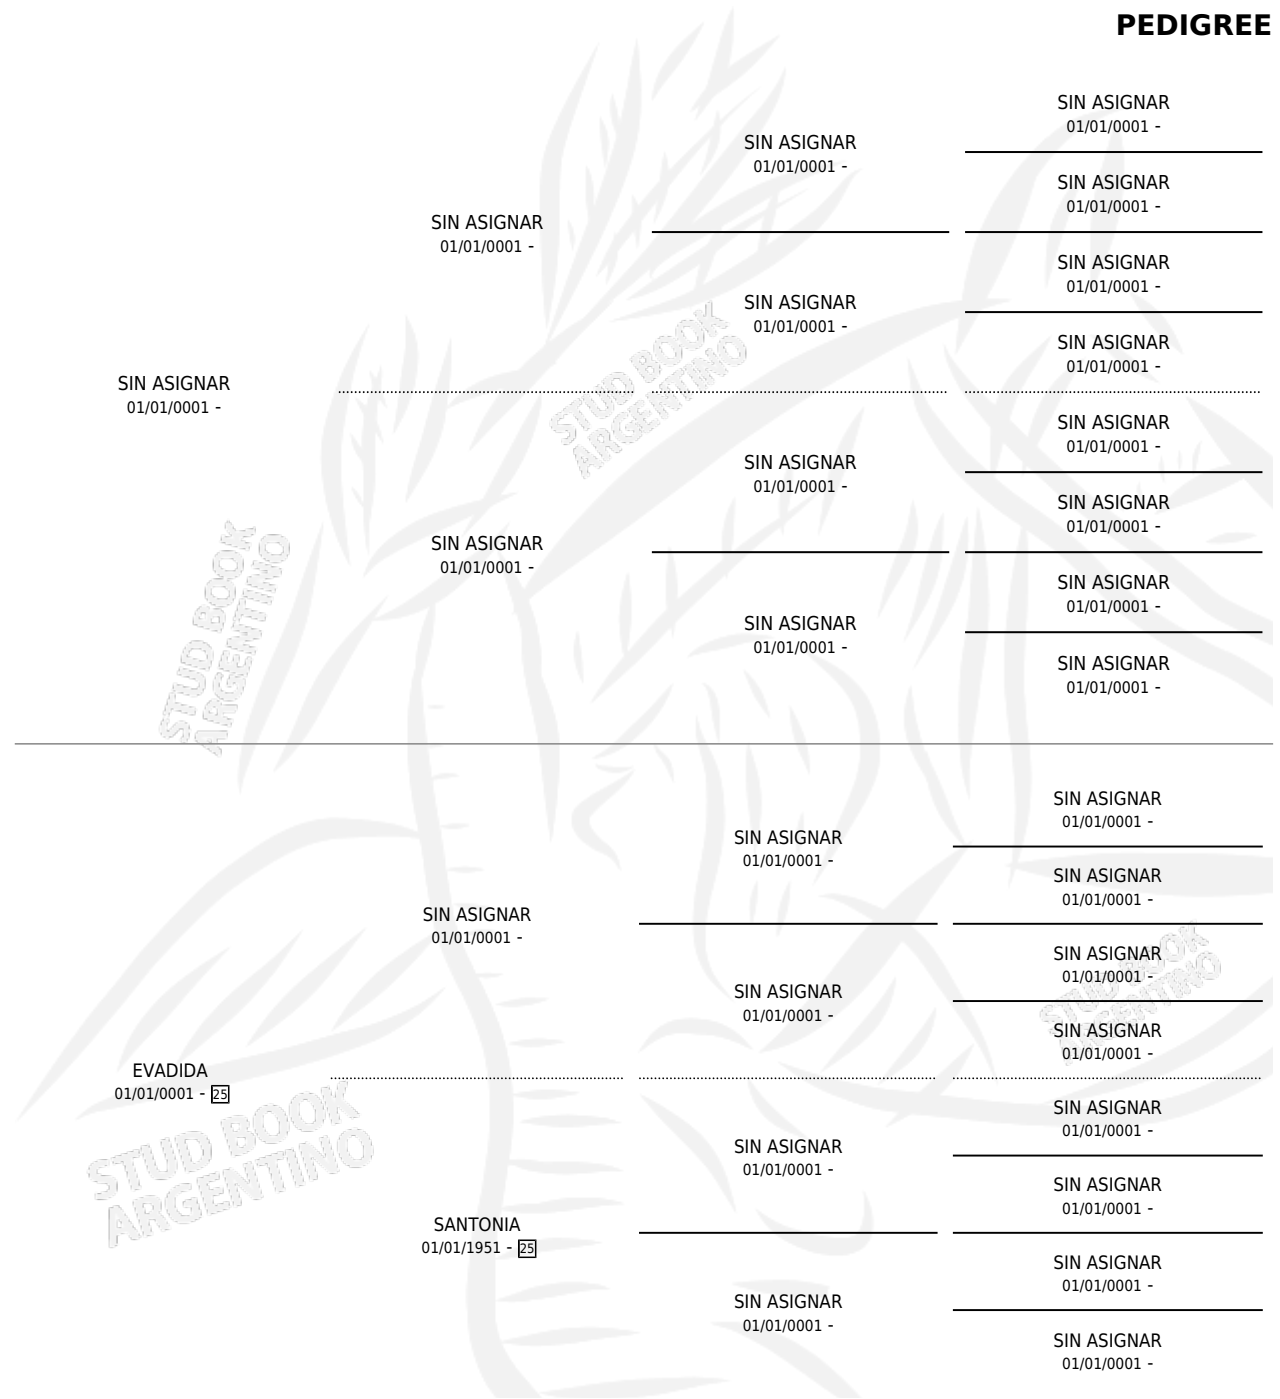 PEDIGREE
SIN ASIGNAR
01/01/0001 -
SIN ASIGNAR
01/01/0001 -
SIN ASIGNAR
01/01/0001 -
SIN ASIGNAR
01/01/0001 -
SIN ASIGNAR
01/01/0001 -
SIN ASIGNAR
01/01/0001 -
SIN ASIGNAR
01/01/0001 -
STUD BOOK
ARGENTINO
SIN ASIGNAR
01/01/0001 -
SIN ASIGNAR
01/01/0001 -
SIN ASIGNAR
01/01/0001 -
SIN ASIGNAR
01/01/0001 -
SIN ASIGNAR
01/01/0001 -
STUD BOOK
ARGENTINO
SIN ASIGNAR
01/01/0001 -
SIN ASIGNAR
01/01/0001 -
SIN ASIGNAR
01/01/0001 -
SIN ASIGNAR
01/01/0001 -
SIN ASIGNAR
01/01/0001 -
SIN ASIGNAR
01/01/0001 -
SIN ASIGNAR
01/01/0001 -
SIN ASIGNAR
01/01/0001 -
SIN ASIGNAR
01/01/0001 -
STUD BOOK
ARGENTINO
SIN ASIGNAR
01/01/0001 -
SIN ASIGNAR
01/01/0001 -
EVADIDA
01/01/0001 - 25
STUD BOOK
ARGENTINO
SIN ASIGNAR
01/01/0001 -
SIN ASIGNAR
01/01/0001 -
SIN ASIGNAR
01/01/0001 -
SANTONIA
01/01/1951 - 25
SIN ASIGNAR
01/01/0001 -
SIN ASIGNAR
01/01/0001 -
SIN ASIGNAR
01/01/0001 -